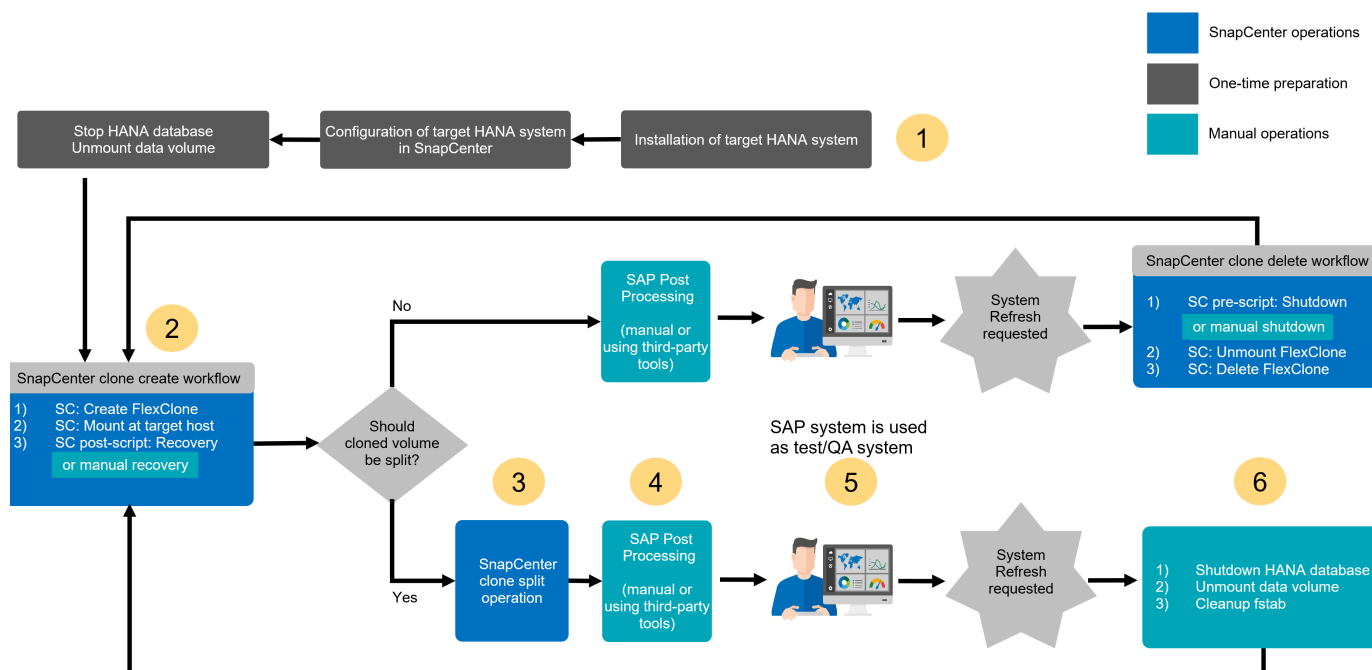 SnapCenter operations
One-time preparation
Manual operations
Stop HANA database
Unmount data volume
Configuration of target HANA system
in SnapCenter
Installation of target HANA system
1
2
SnapCenter clone create workflow
1) SC: Create FlexClone
2) SC: Mount at target host
3) SC post-script: Recovery
or manual recovery
Should
cloned volume
be split?
No
SAP Post
Processing
(manual or
using third-party
tools)
System
Refresh
requested
SnapCenter clone delete workflow
1) SC pre-script: Shutdown
or manual shutdown
2) SC: Unmount FlexClone
3) SC: Delete FlexClone
SAP system is used
as test/QA system
Yes
3
SnapCenter
clone split
operation
4
SAP Post
Processing
(manual or
using third-party
tools)
5
System
Refresh
requested
6
1) Shutdown HANA database
2) Unmount data volume
3) Cleanup fstab